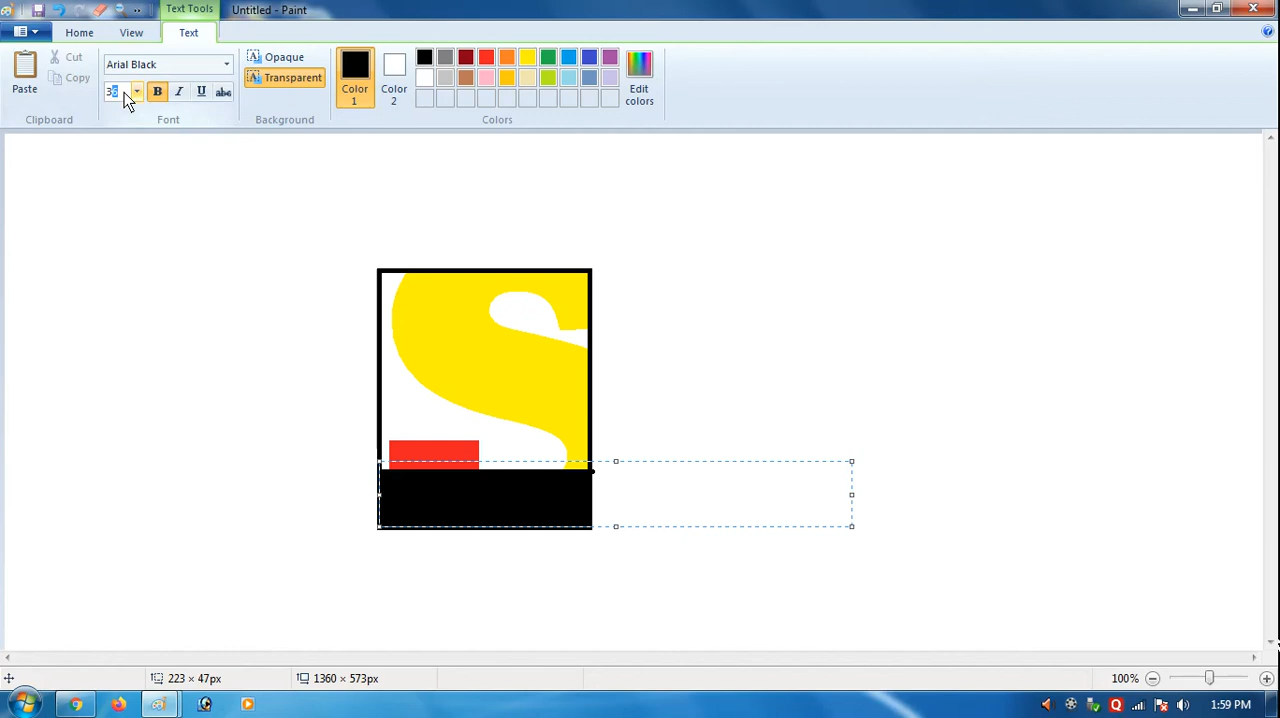 Text Tools
Untitled - Paint
Home
View
Text
Paste
Cut
Copy
Clipboard
Arial Black
36
B I U abc
Font
Opaque
Transparent
Background
Color 1
Color 2
Edit colors
Colors
S
223 × 47px
1360 × 573px
100%
1:59 PM